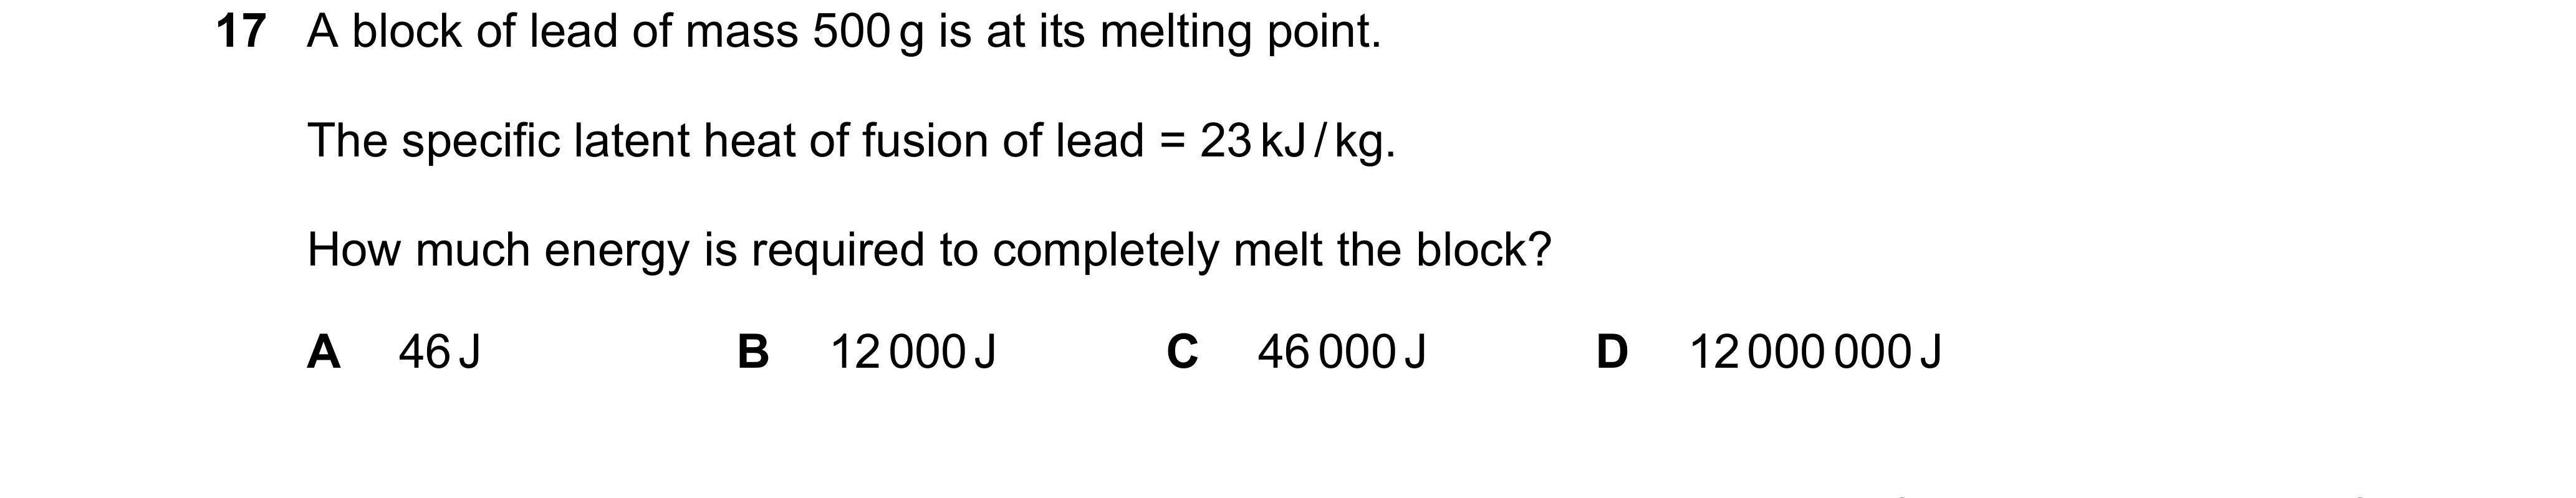 17 A block of lead of mass 500 g is at its melting point.
The specific latent heat of fusion of lead = 23 kJ / kg.
How much energy is required to completely melt the block?
A 46 J B 12 000 J C 46 000 J D 12 000 000 J